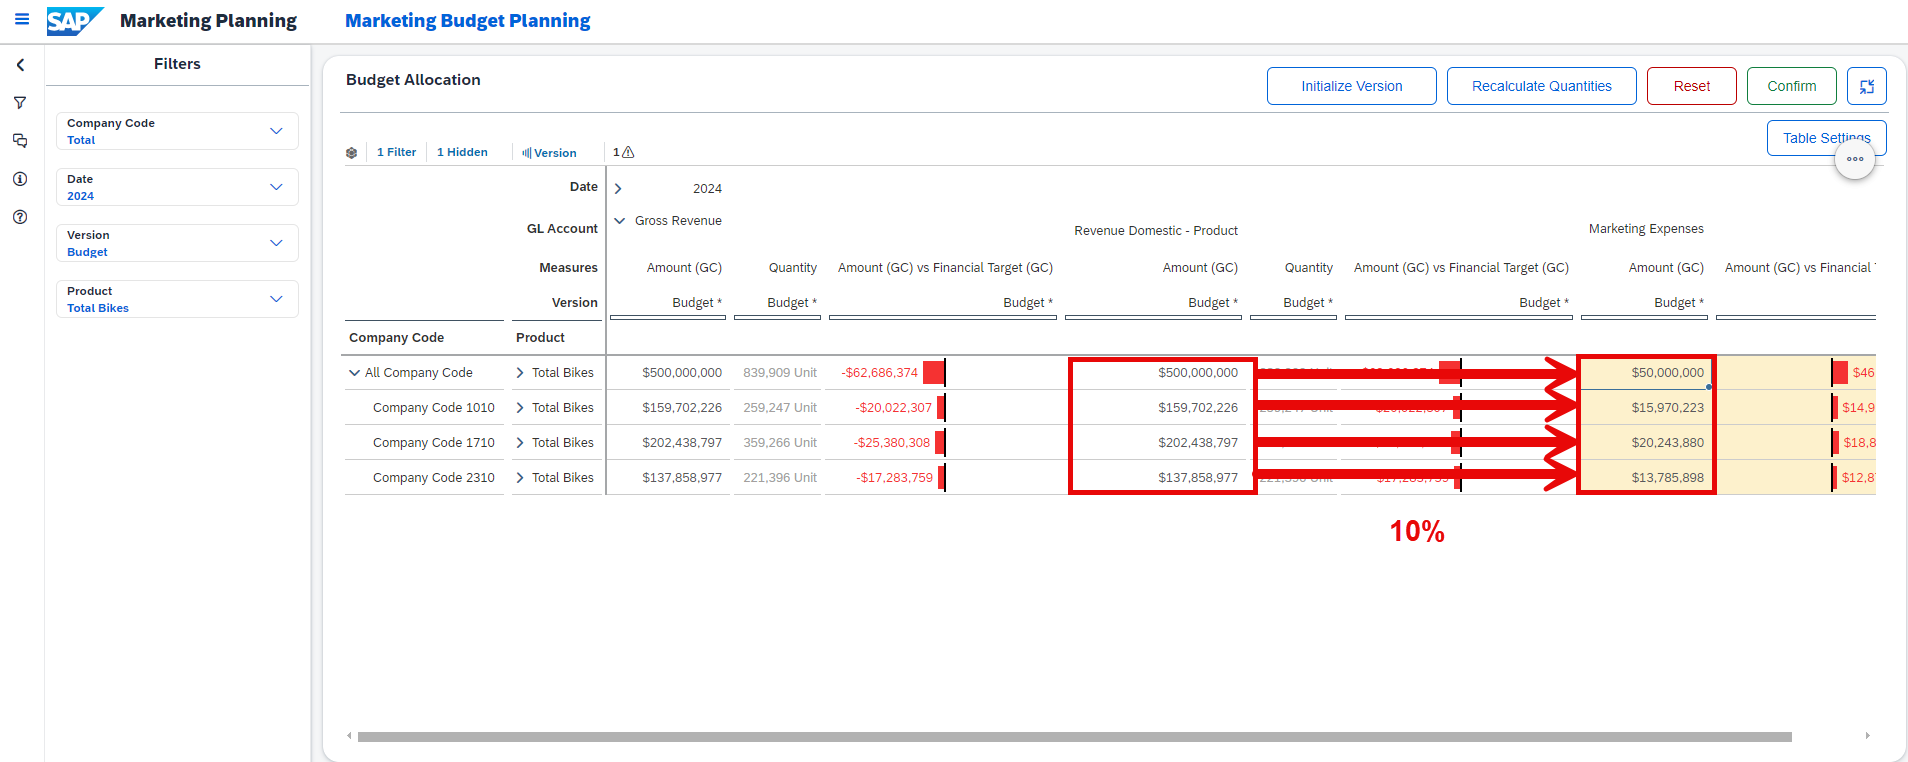 SAP Marketing Planning Marketing Budget Planning
Filters
Company Code
Total
Date
2024
Version
Budget
Product
Total Bikes
Budget Allocation
Initialize Version Recalculate Quantities Reset Confirm
Table Settings
1 Filter 1 Hidden Version 1
Date 2024
GL Account Gross Revenue Revenue Domestic - Product Marketing Expenses
Measures Amount (GC) Quantity Amount (GC) vs Financial Target (GC) Amount (GC) Quantity Amount (GC) vs Financial Target (GC) Amount (GC) Amount (GC) vs Financial
Version Budget * Budget * Budget * Budget * Budget * Budget * Budget *
Company Code Product
All Company Code Total Bikes $500,000,000 839,909 Unit -$62,686,374 $500,000,000 $50,000,000 $46
Company Code 1010 Total Bikes $159,702,226 259,247 Unit -$20,022,307 $159,702,226 $15,970,223 $14,9
Company Code 1710 Total Bikes $202,438,797 359,266 Unit -$25,380,308 $202,438,797 $20,243,880 $18,8
Company Code 2310 Total Bikes $137,858,977 221,396 Unit -$17,283,759 $137,858,977 $13,785,898 $12,8
10%